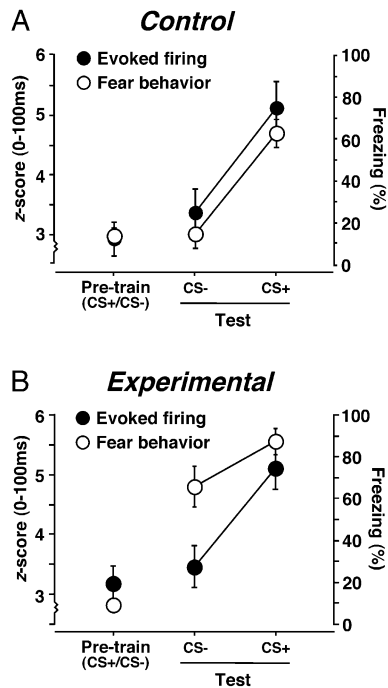 A
Control
Evoked firing
Fear behavior
z-score (0-100ms)
6
5
4
3
Freezing (%)
100
80
60
40
20
0
Pre-train
(CS+/CS-)
CS-
CS+
Test
B
Experimental
Evoked firing
Fear behavior
z-score (0-100ms)
6
5
4
3
Freezing (%)
100
80
60
40
20
0
Pre-train
(CS+/CS-)
CS-
CS+
Test